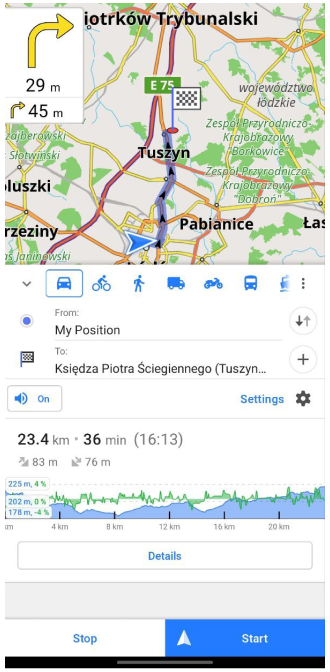 iotrków Trybunalski
29 m
45 m
E 75
województwo
łódzkie
Zespół Przyrodniczo-
Krajobrazowy
"Borkowice"
Słotwiński
Tuszyn
Zespół Przyrodniczo-
Krajobrazowy
"Dobroń"
oluszki
Pabianice
Łas
rzeziny
From:
My Position
To:
Księdza Piotra Ściegiennego (Tuszyn...
On
Settings
23.4 km • 36 min (16:13)
83 m 76 m
225 m, 4 %
202 m, 0 %
178 m, -4 %
km 4 km 8 km 12 km 16 km 20 km
Details
Stop
Start